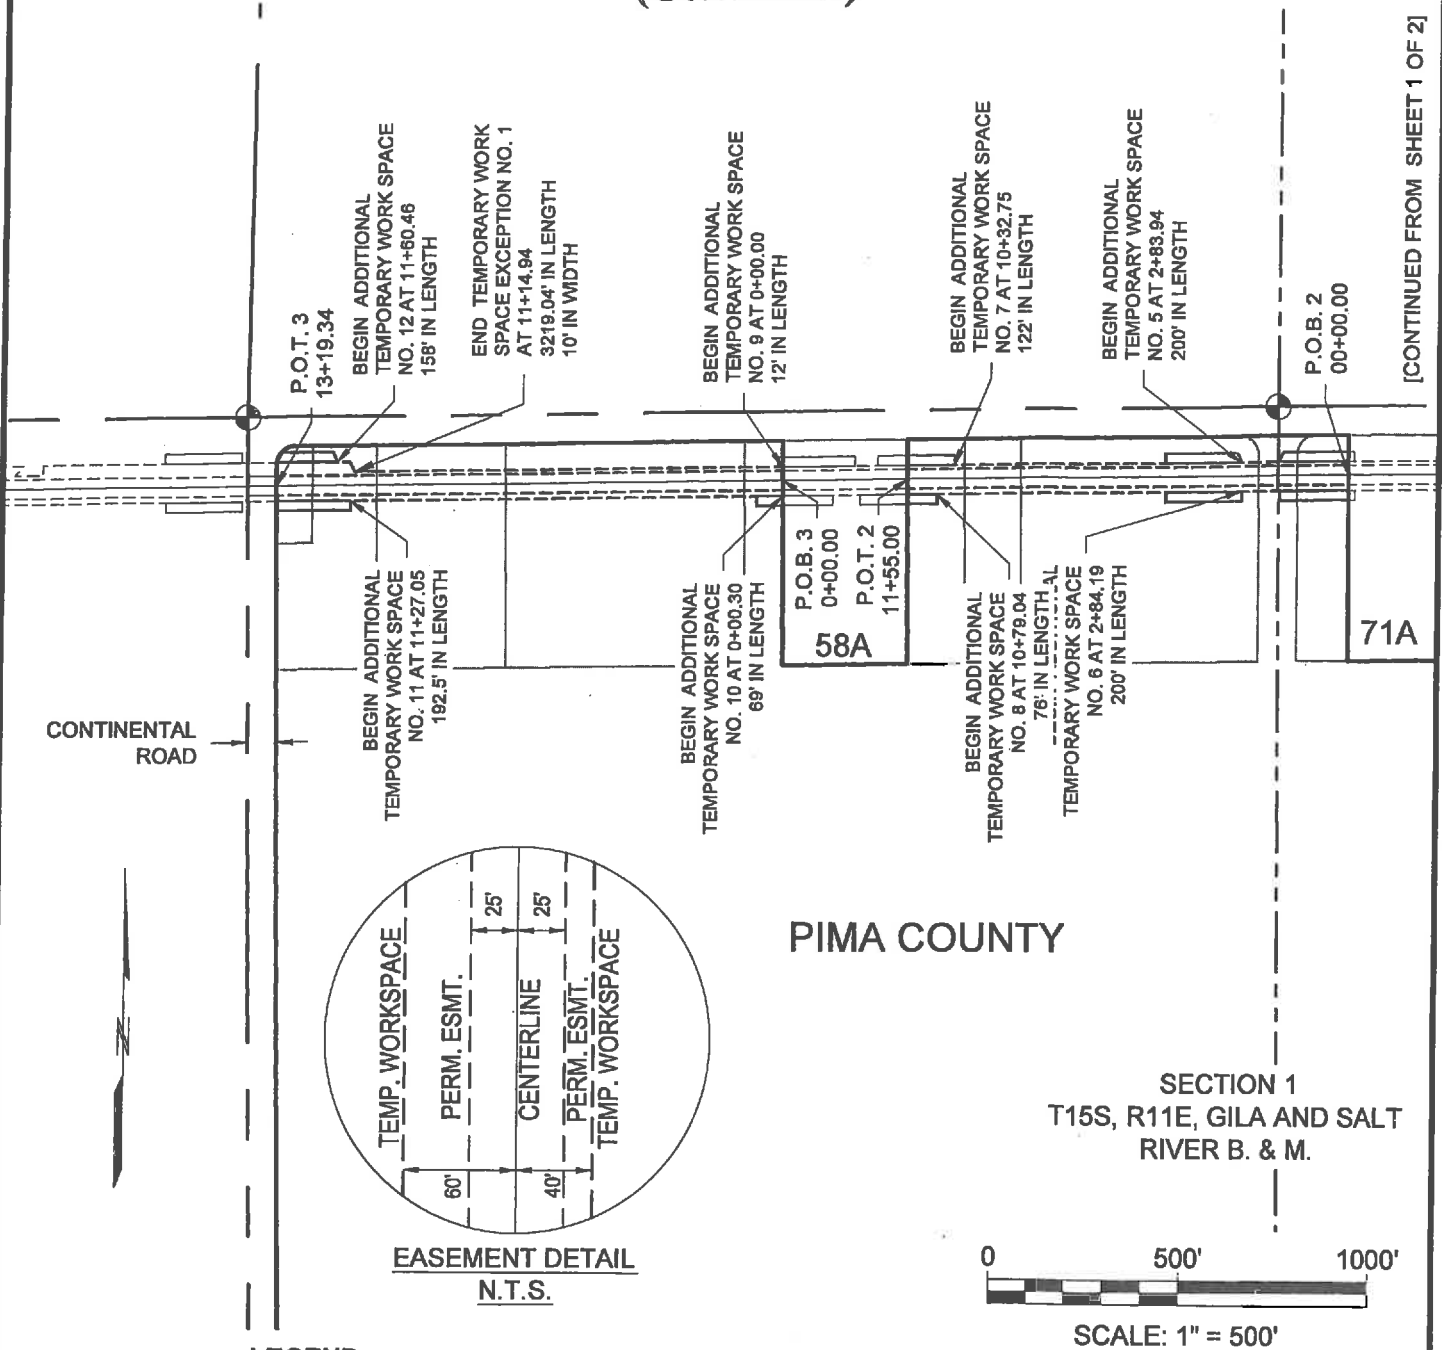 [CONTINUED FROM SHEET 1 OF 2]
P.O.T. 3
13+19.34
BEGIN ADDITIONAL
TEMPORARY WORK SPACE
NO. 12 AT 11+60.46
158' IN LENGTH
END TEMPORARY WORK
SPACE EXCEPTION NO. 1
AT 11+14.94
3219.04' IN LENGTH
10' IN WIDTH
BEGIN ADDITIONAL
TEMPORARY WORK SPACE
NO. 9 AT 0+00.00
12' IN LENGTH
BEGIN ADDITIONAL
TEMPORARY WORK SPACE
NO. 7 AT 10+32.75
122' IN LENGTH
BEGIN ADDITIONAL
TEMPORARY WORK SPACE
NO. 5 AT 2+83.94
200' IN LENGTH
P.O.B. 2
00+00.00
BEGIN ADDITIONAL
TEMPORARY WORK SPACE
NO. 11 AT 11+27.05
192.5' IN LENGTH
BEGIN ADDITIONAL
TEMPORARY WORK SPACE
NO. 10 AT 0+00.30
69' IN LENGTH
P.O.B. 3
0+00.00
P.O.T. 2
11+55.00
58A
BEGIN ADDITIONAL
TEMPORARY WORK SPACE
NO. 8 AT 10+79.04
76' IN LENGTH
TEMPORARY WORK SPACE
NO. 6 AT 2+84.19
200' IN LENGTH
71A
CONTINENTAL
ROAD
N
25'
25'
TEMP. WORKSPACE
PERM. ESMT.
CENTERLINE
PERM. ESMT.
TEMP. WORKSPACE
60'
40'
EASEMENT DETAIL
N.T.S.
PIMA COUNTY
SECTION 1
T15S, R11E, GILA AND SALT
RIVER B. & M.
0 500' 1000'
SCALE: 1" = 500'